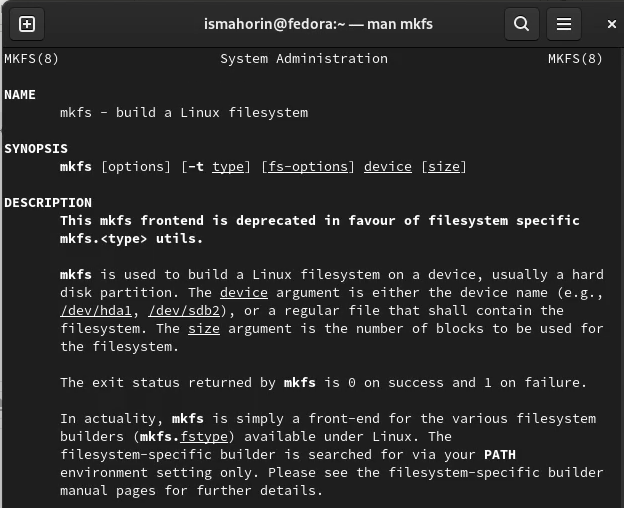 ismahorin@fedora:~ — man mkfs
MKFS(8) System Administration MKFS(8)
NAME
mkfs - build a Linux filesystem
SYNOPSIS
mkfs [options] [-t type] [fs-options] device [size]
DESCRIPTION
This mkfs frontend is deprecated in favour of filesystem specific
mkfs.<type> utils.
mkfs is used to build a Linux filesystem on a device, usually a hard
disk partition. The device argument is either the device name (e.g.,
/dev/hda1, /dev/sdb2), or a regular file that shall contain the
filesystem. The size argument is the number of blocks to be used for
the filesystem.
The exit status returned by mkfs is 0 on success and 1 on failure.
In actuality, mkfs is simply a front-end for the various filesystem
builders (mkfs.fstype) available under Linux. The
filesystem-specific builder is searched for via your PATH
environment setting only. Please see the filesystem-specific builder
manual pages for further details.